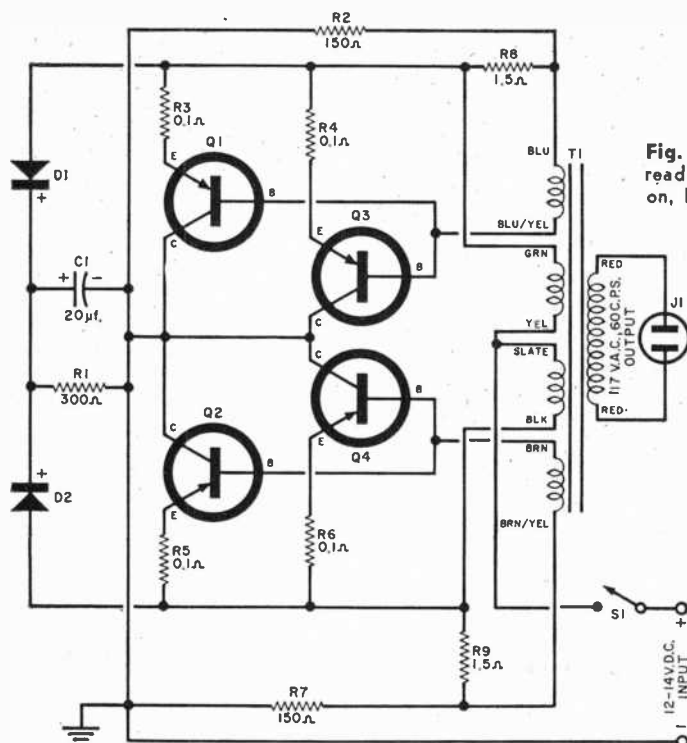 R2
150Ω
R8
1.5Ω
R3
0.1Ω
R4
0.1Ω
Q1
E
E
BLU
T1
Fig.
read
on, l
D1
+
B
Q3
BLU/YEL
C
GRN
C1
+ -
20μf.
B
RED
J1
YEL
C
SLATE
117 V.A.C., 60 C.P.S.
OUTPUT
R1
300Ω
C
C
Q2
B
BLK
RED
+
B
Q4
BRN
D2
E
E
BRN/YEL
R5
0.1Ω
R6
0.1Ω
S1
+
R9
1.5Ω
12-14 V.D.C.
INPUT
R7
150Ω
-